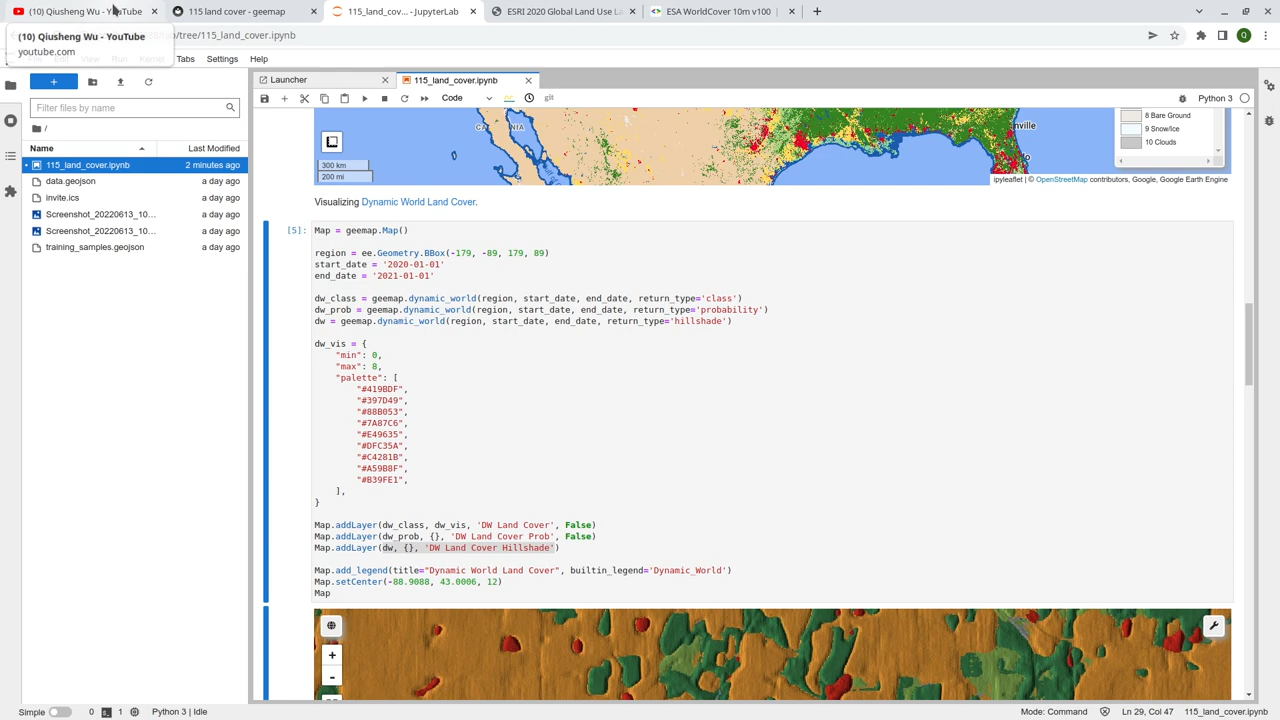 (10) Qiusheng Wu - YouTube
115 land cover - geemap
115_land_cov... - JupyterLab
ESRI 2020 Global Land Use La
ESA WorldCover 10m v100
(10) Qiusheng Wu - YouTube
youtube.com
/tree/115_land_cover.ipynb
Tabs
Settings
Help
Launcher
115_land_cover.ipynb
Code
git
Python 3
Filter files by name
/
Name
Last Modified
115_land_cover.ipynb 2 minutes ago
data.geojson a day ago
invite.ics a day ago
Screenshot_20220613_10... a day ago
Screenshot_20220613_10... a day ago
training_samples.geojson a day ago
300 km
200 mi
8 Bare Ground
9 Snow/Ice
10 Clouds
ipyleaflet | © OpenStreetMap contributors, Google, Google Earth Engine
Visualizing Dynamic World Land Cover.
[5]:
Map = geemap.Map()
region = ee.Geometry.BBox(-179, -89, 179, 89)
start_date = '2020-01-01'
end_date = '2021-01-01'
dw_class = geemap.dynamic_world(region, start_date, end_date, return_type='class')
dw_prob = geemap.dynamic_world(region, start_date, end_date, return_type='probability')
dw = geemap.dynamic_world(region, start_date, end_date, return_type='hillshade')
dw_vis = {
"min": 0,
"max": 8,
"palette": [
"#419BDF",
"#397D49",
"#88B053",
"#7A87C6",
"#E49635",
"#DFC35A",
"#C4281B",
"#A59B8F",
"#B39FE1",
],
}
Map.addLayer(dw_class, dw_vis, 'DW Land Cover', False)
Map.addLayer(dw_prob, {}, 'DW Land Cover Prob', False)
Map.addLayer(dw, {}, 'DW Land Cover Hillshade')
Map.add_legend(title="Dynamic World Land Cover", builtin_legend='Dynamic_World')
Map.setCenter(-88.9088, 43.0006, 12)
Map
+
-
Simple
0
1
Python 3 | Idle
Mode: Command
Ln 29, Col 47
115_land_cover.ipynb